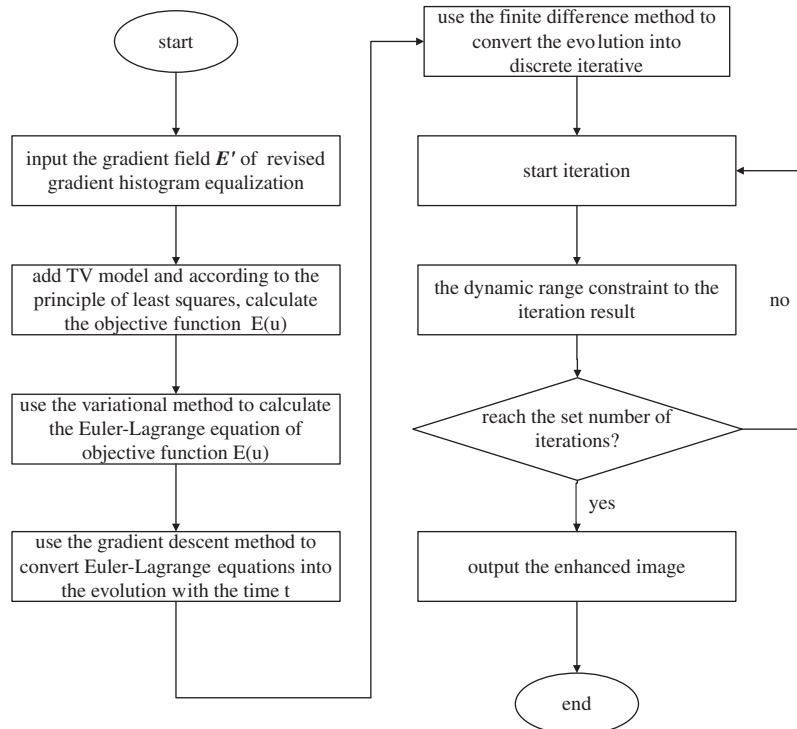 start
input the gradient field E' of revised
gradient histogram equalization
add TV model and according to the
principle of least squares, calculate
the objective function E(u)
use the variational method to calculate
the Euler-Lagrange equation of
objective function E(u)
use the gradient descent method to
convert Euler-Lagrange equations into
the evolution with the time t
use the finite difference method to
convert the evolution into
discrete iterative
start iteration
the dynamic range constraint to the
iteration result
no
reach the set number of
iterations?
yes
output the enhanced image
end